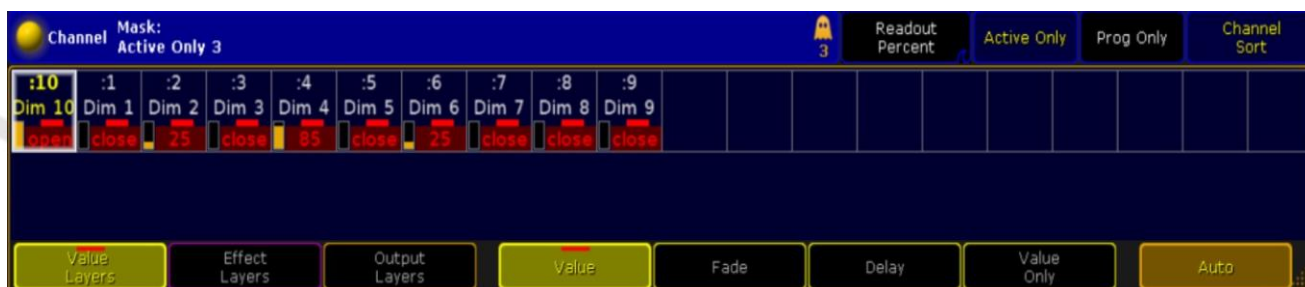 Channel Mask:
Active Only 3
3
Readout
Percent
Active Only
Prog Only
Channel
Sort
:10 :1 :2 :3 :4 :5 :6 :7 :8 :9
Dim 10 Dim 1 Dim 2 Dim 3 Dim 4 Dim 5 Dim 6 Dim 7 Dim 8 Dim 9
open close 25 close 85 close 25 close close close
Value
Layers
Effect
Layers
Output
Layers
Value
Fade
Delay
Value
Only
Auto